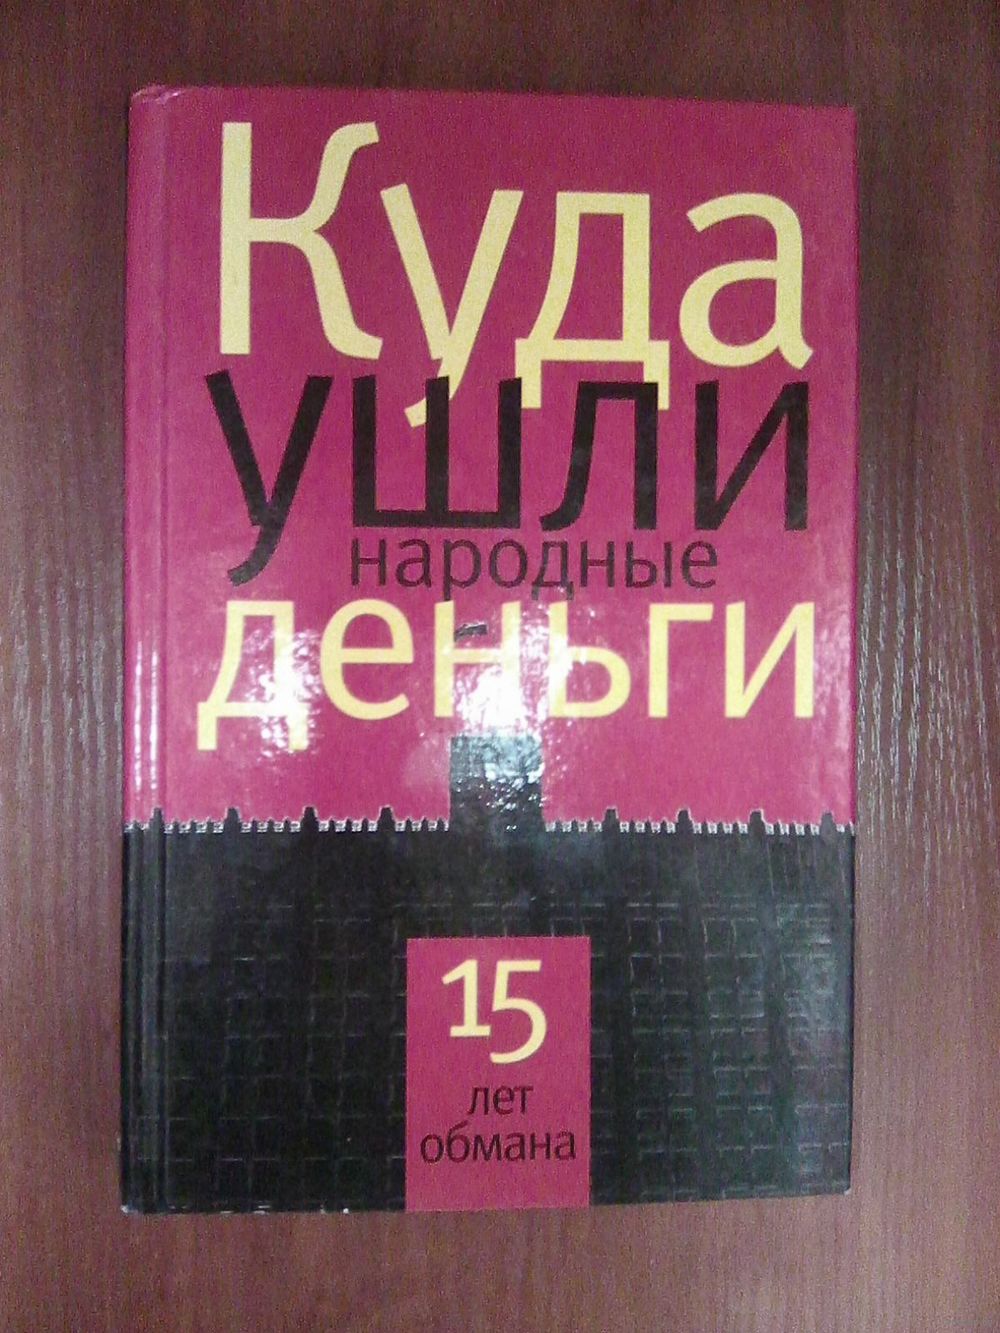 Куда
ушли
народные
деньги
15
лет
обмана